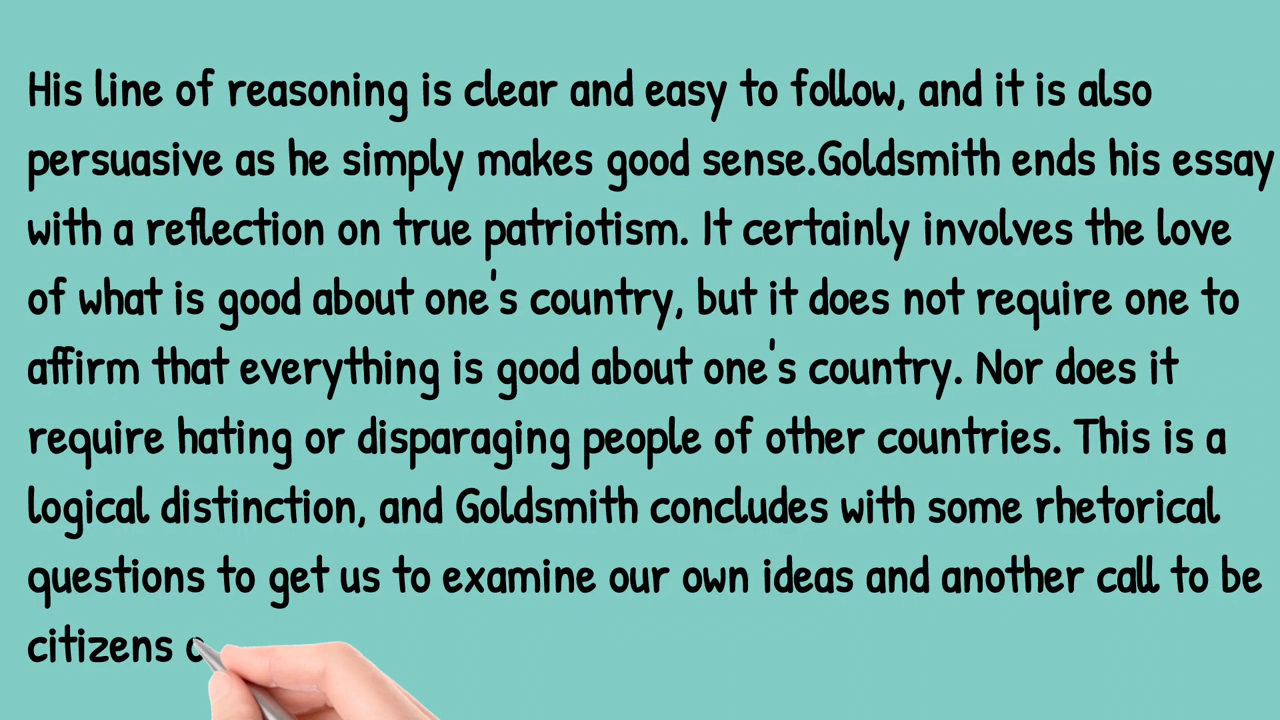 His line of reasoning is clear and easy to follow, and it is also
persuasive as he simply makes good sense.Goldsmith ends his essay
with a reflection on true patriotism. It certainly involves the love
of what is good about one's country, but it does not require one to
affirm that everything is good about one's country. Nor does it
require hating or disparaging people of other countries. This is a
logical distinction, and Goldsmith concludes with some rhetorical
questions to get us to examine our own ideas and another call to be
citizens